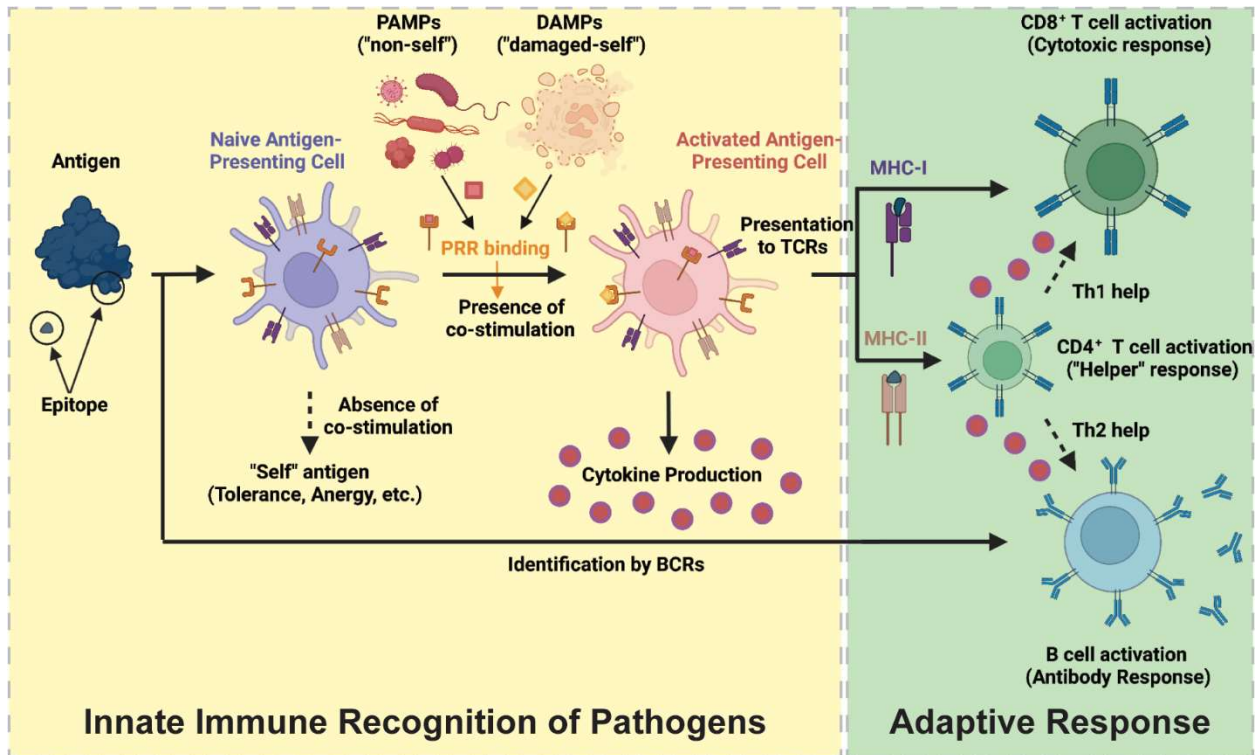 PAMPs
("non-self")
DAMPs
("damaged-self")
CD8⁺ T cell activation
(Cytotoxic response)
Antigen
Naive Antigen-
Presenting Cell
Activated Antigen-
Presenting Cell
MHC-I
PRR binding
Presentation
to TCRs
Presence of
co-stimulation
Th1 help
MHC-II
CD4⁺ T cell activation
("Helper" response)
Epitope
Absence of
co-stimulation
Th2 help
"Self" antigen
(Tolerance, Anergy, etc.)
Cytokine Production
Identification by BCRs
B cell activation
(Antibody Response)
Innate Immune Recognition of Pathogens
Adaptive Response